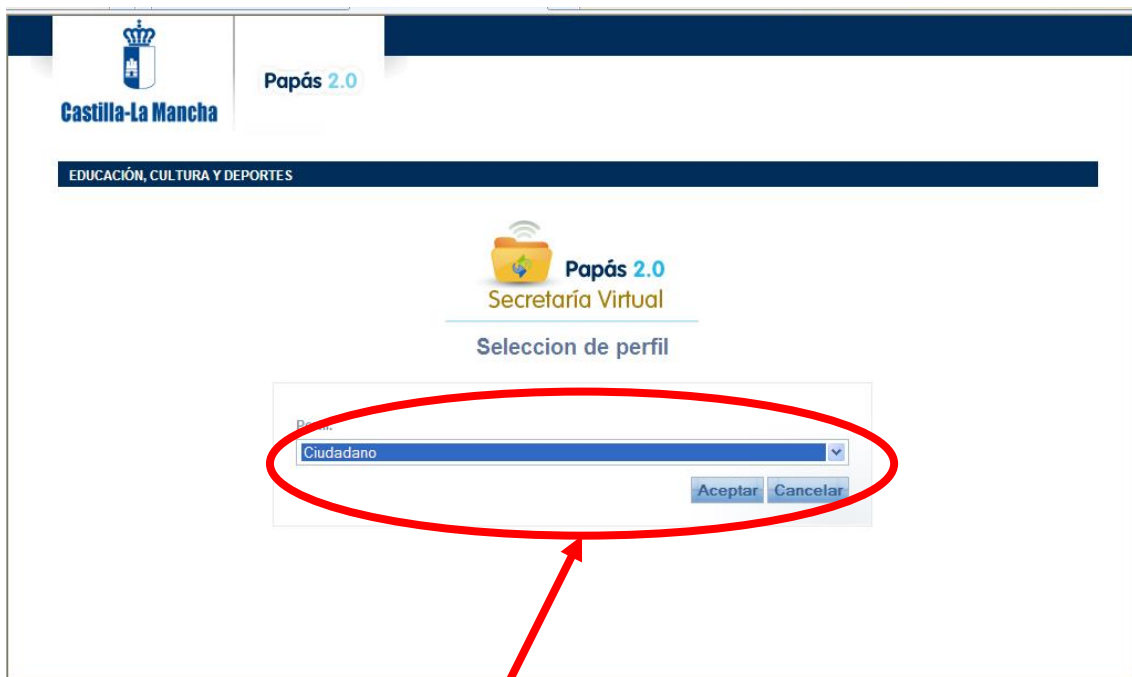 Castilla-La Mancha
Papás 2.0
EDUCACIÓN, CULTURA Y DEPORTES
Papás 2.0
Secretaría Virtual
Seleccion de perfil
Ciudadano
Aceptar Cancelar